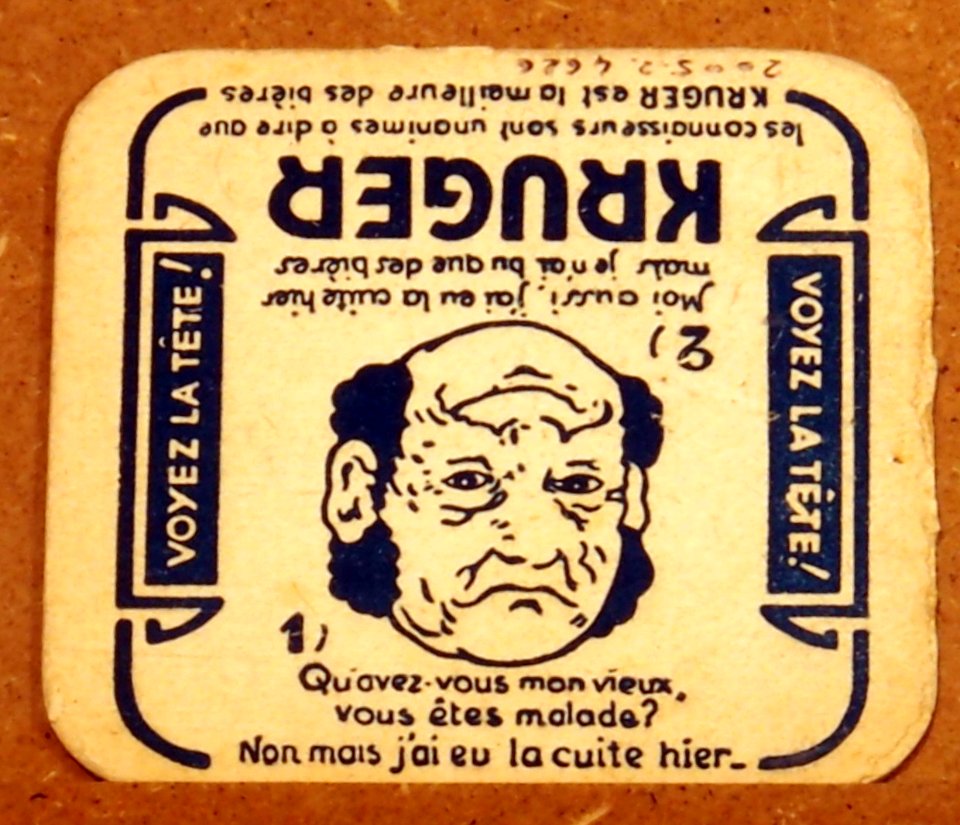 1)
Qu'avez-vous mon vieux,
vous êtes malade?
Non mais j'ai eu la cuite hier_
2)
Moi aussi, j'ai eu la cuite hier
mais je n'ai bu que des bières
KRUGER
les connaisseurs sont unanimes à dire que
KRUGER est la meilleure des bières
2005.2.4626
VOYEZ LA TÊTE!
VOYEZ LA TÊTE!